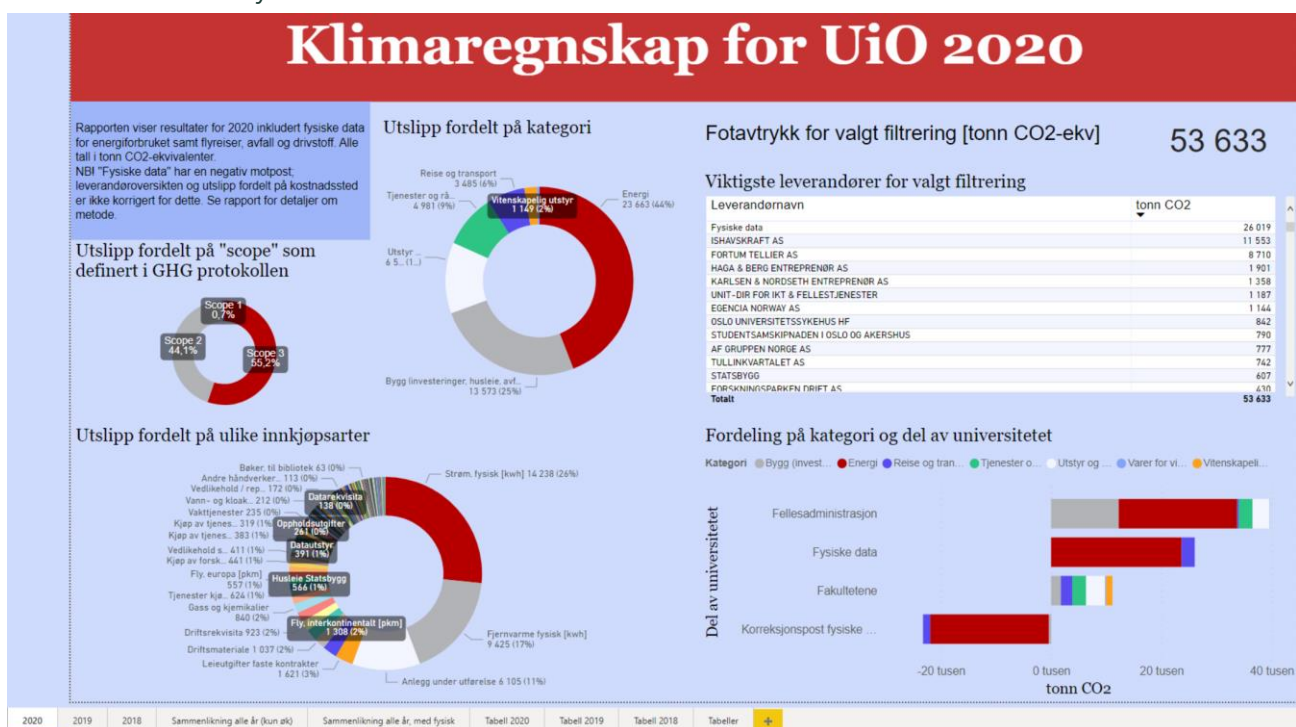 Klimaregnskap for UiO 2020
Rapporten viser resultater for 2020 inkludert fysiske data
for energiforbruket samt flyreiser, avfall og drivstoff. Alle
tall i tonn CO2-ekvivalenter.
NB! "Fysiske data" har en negativ motpost,
leverandøroversikten og utslipp fordelt på kostnadssted
er ikke korrigert for dette. Se rapport for detaljer om
metode.
Utslipp fordelt på "scope" som
definert i GHG protokollen
Scope 1
0,7%
Scope 2
44,1%
Scope 3
55,2%
Utslipp fordelt på kategori
Reise og transport
3 485 (6%)
Tjenester og rå...
4 981 (9%)
Vitenskapelig utstyr
1 149 (2%)
Energi
23 663 (44%)
Utstyr ...
6 5... (1...)
Bygg (investeringer, husleie, avf...
13 573 (25%)
Fotavtrykk for valgt filtrering [tonn CO2-ekv]
53 633
Viktigste leverandører for valgt filtrering
Leverandørnavn tonn CO2
Fysiske data 26 019
ISHAVSKRAFT AS 11 553
FORTUM TELLIER AS 8 710
HAGA & BERG ENTREPRENØR AS 1 901
KARLSEN & NORDSETH ENTREPRENØR AS 1 358
UNIT-DIR FOR IKT & FELLESTJENESTER 1 187
EGENCIA NORWAY AS 1 144
OSLO UNIVERSITETSSYKEHUS HF 842
STUDENTSAMSKIPNADEN I OSLO OG AKERSHUS 790
AF GRUPPEN NORGE AS 777
TULLINKVARTALET AS 742
STATSBYGG 607
FORSKNINGSPARKEN DRIFT AS 430
Totalt 53 633
Utslipp fordelt på ulike innkjøpsarter
Bøker, til bibliotek 63 (0%)
Andre håndverker... 113 (0%)
Vedlikehold / rep... 172 (0%)
Vann- og kloak... 212 (0%)
Vakttjenester 235 (0%)
Kjøp av tjenes... 319 (1%)
Kjøp av tjenes... 383 (1%)
Vedlikehold s... 411 (1%)
Kjøp av forsk... 441 (1%)
Fly, europa [pkm]
557 (1%)
Tjenester kjø... 624 (1%)
Gass og kjemikalier
840 (2%)
Driftsrekvisita 923 (2%)
Driftsmateriale 1 037 (2%)
Leieutgifter faste kontrakter
1 621 (3%)
Datarekvisita
138 (0%)
Oppholdsutgifter
261 (0%)
Datautstyr
391 (1%)
Husleie Statsbygg
566 (1%)
Fly, interkontinentalt [pkm]
1 308 (2%)
Strøm, fysisk [kwh] 14 238 (26%)
Fjernvarme fysisk [kwh]
9 425 (17%)
Anlegg under utførelse 6 105 (11%)
Fordeling på kategori og del av universitetet
Kategori Bygg (invest... Energi Reise og tran... Tjenester o... Utstyr og ... Varer for vi... Vitenskapeli...
Del av universitetet
Fellesadministrasjon
Fysiske data
Fakultetene
Korreksjonspost fysiske ...
-20 tusen 0 tusen 20 tusen 40 tusen
tonn CO2
2020 2019 2018 Sammenlikning alle år (kun øk) Sammenlikning alle år, med fysisk Tabell 2020 Tabell 2019 Tabell 2018 Tabeller +